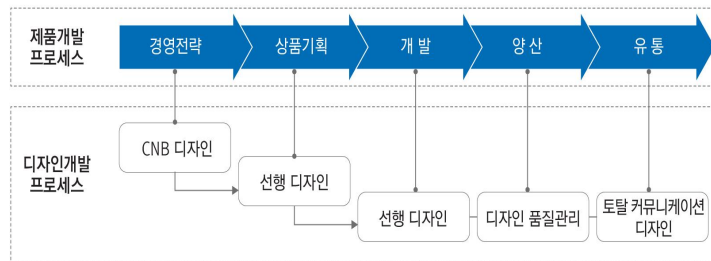 제품개발
프로세스
경영전략
상품기획
개 발
양 산
유 통
디자인개발
프로세스
CNB 디자인
선행 디자인
선행 디자인
디자인 품질관리
토탈 커뮤니케이션
디자인